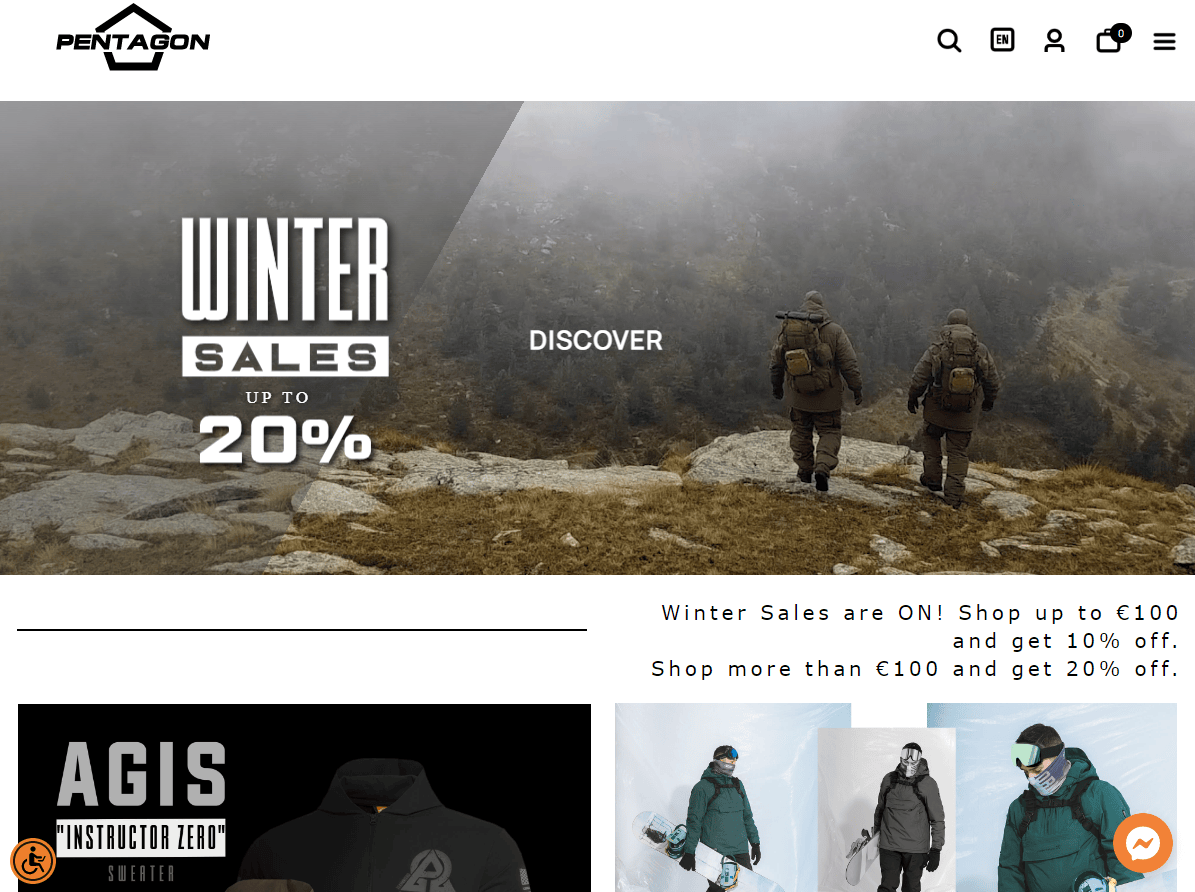 PENTAGON
EN
0
WINTER
SALES
UP TO
20%
DISCOVER
Winter Sales are ON! Shop up to €100
and get 10% off.
Shop more than €100 and get 20% off.
AGIS
"INSTRUCTOR ZERO"
SWEATER